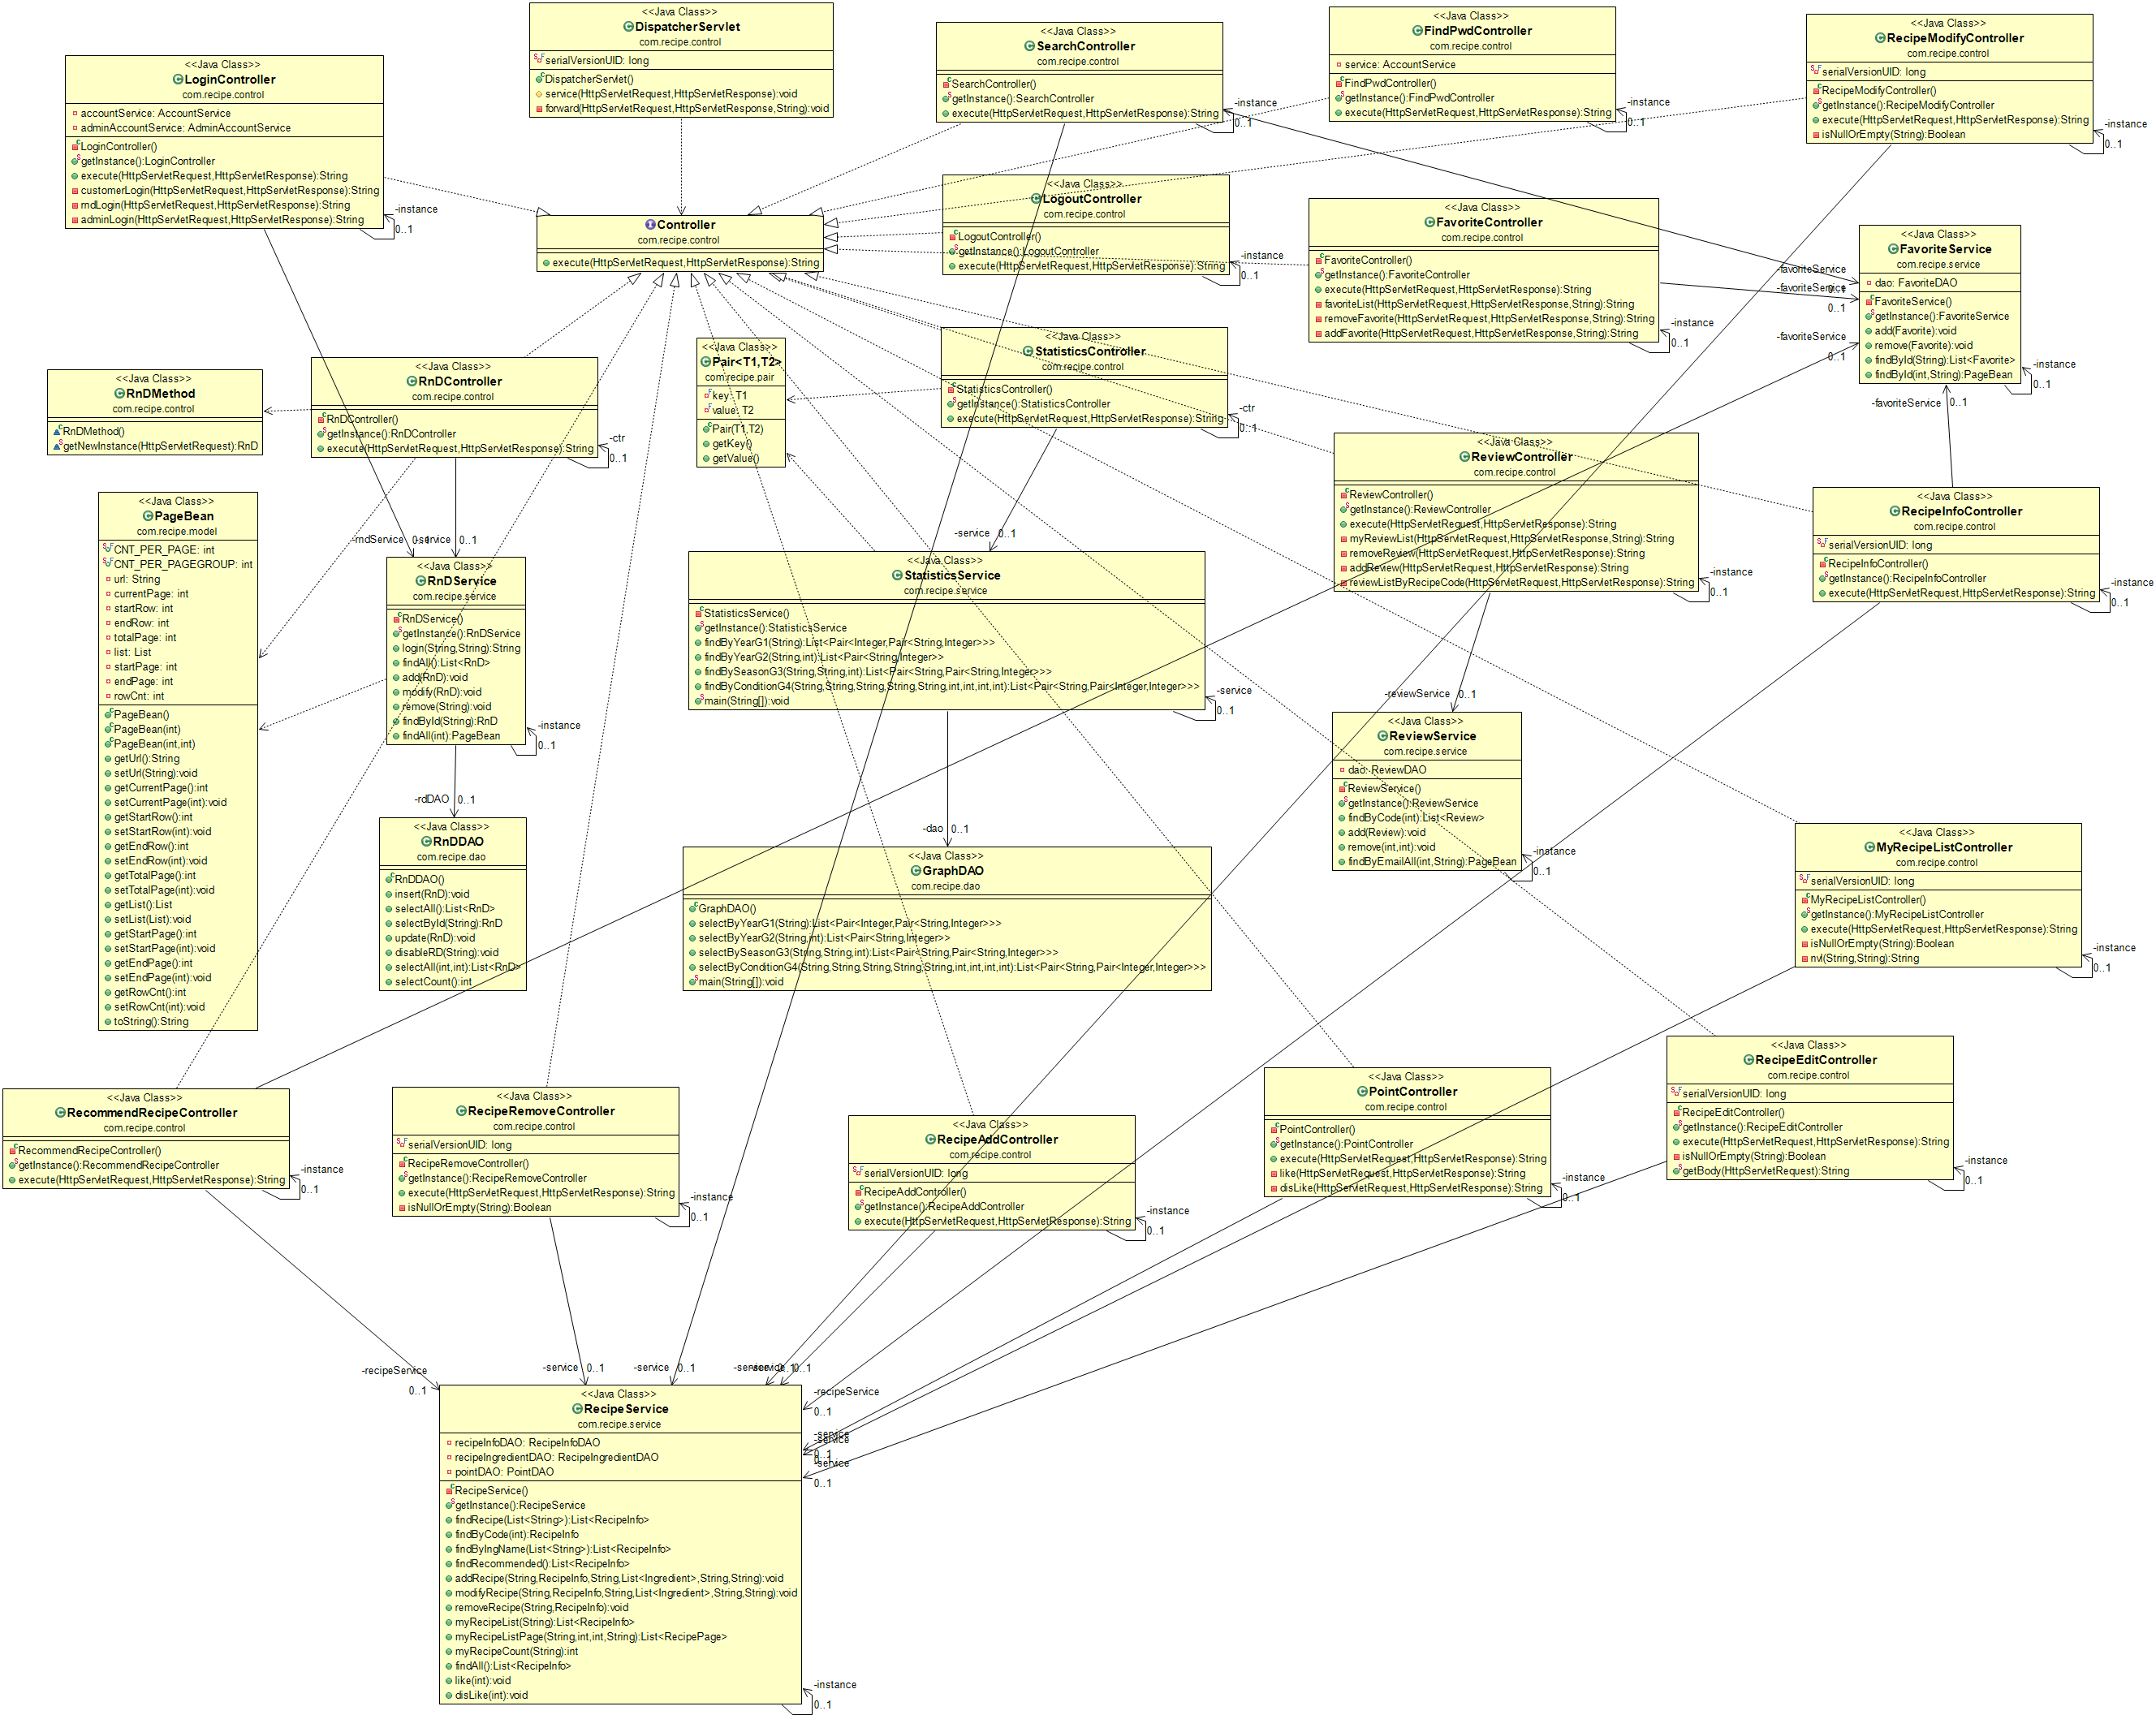 <<Java Class>>
DispatcherServlet
com.recipe.control
serialVersionUID: long
DispatcherServlet()
service(HttpServletRequest,HttpServletResponse):void
forward(HttpServletRequest,HttpServletResponse,String):void
<<Java Class>>
SearchController
com.recipe.control
SearchController()
getInstance():SearchController
execute(HttpServletRequest,HttpServletResponse):String
-instance
0..1
<<Java Class>>
FindPwdController
com.recipe.control
service: AccountService
FindPwdController()
getInstance():FindPwdController
execute(HttpServletRequest,HttpServletResponse):String
-instance
0..1
<<Java Class>>
RecipeModifyController
com.recipe.control
serialVersionUID: long
RecipeModifyController()
getInstance():RecipeModifyController
execute(HttpServletRequest,HttpServletResponse):String
isNullOrEmpty(String):Boolean
-instance
0..1
<<Java Class>>
LoginController
com.recipe.control
accountService: AccountService
adminAccountService: AdminAccountService
LoginController()
getInstance():LoginController
execute(HttpServletRequest,HttpServletResponse):String
customerLogin(HttpServletRequest,HttpServletResponse):String
rndLogin(HttpServletRequest,HttpServletResponse):String
adminLogin(HttpServletRequest,HttpServletResponse):String
-instance
0..1
Controller
com.recipe.control
execute(HttpServletRequest,HttpServletResponse):String
<<Java Class>>
LogoutController
com.recipe.control
LogoutController()
getInstance():LogoutController
execute(HttpServletRequest,HttpServletResponse):String
-instance
0..1
<<Java Class>>
FavoriteController
com.recipe.control
FavoriteController()
getInstance():FavoriteController
execute(HttpServletRequest,HttpServletResponse):String
favoriteList(HttpServletRequest,HttpServletResponse,String):String
removeFavorite(HttpServletRequest,HttpServletResponse,String):String
addFavorite(HttpServletRequest,HttpServletResponse,String):String
-instance
0..1
<<Java Class>>
FavoriteService
com.recipe.service
dao: FavoriteDAO
FavoriteService()
getInstance():FavoriteService
add(Favorite):void
remove(Favorite):void
findById(String):List<Favorite>
findById(int,String):PageBean
-instance
0..1
-favoriteService
0..1
-favoriteService
0..1
-favoriteService
0..1
-favoriteService
0..1
<<Java Class>>
RnDMethod
com.recipe.control
RnDMethod()
getNewInstance(HttpServletRequest):RnD
<<Java Class>>
RnDController
com.recipe.control
RnDController()
getInstance():RnDController
execute(HttpServletRequest,HttpServletResponse):String
-ctr
0..1
<<Java Class>>
Pair<T1,T2>
com.recipe.pair
key: T1
value: T2
Pair(T1,T2)
getKey()
getValue()
<<Java Class>>
StatisticsController
com.recipe.control
StatisticsController()
getInstance():StatisticsController
execute(HttpServletRequest,HttpServletResponse):String
-ctr
0..1
<<Java Class>>
ReviewController
com.recipe.control
ReviewController()
getInstance():ReviewController
execute(HttpServletRequest,HttpServletResponse):String
myReviewList(HttpServletRequest,HttpServletResponse,String):String
removeReview(HttpServletRequest,HttpServletResponse):String
addReview(HttpServletRequest,HttpServletResponse):String
reviewListByRecipeCode(HttpServletRequest,HttpServletResponse):String
-instance
0..1
<<Java Class>>
RecipeInfoController
com.recipe.control
serialVersionUID: long
RecipeInfoController()
getInstance():RecipeInfoController
execute(HttpServletRequest,HttpServletResponse):String
-instance
0..1
<<Java Class>>
PageBean
com.recipe.model
CNT_PER_PAGE: int
CNT_PER_PAGEGROUP: int
url: String
currentPage: int
startRow: int
endRow: int
totalPage: int
list: List
startPage: int
endPage: int
rowCnt: int
PageBean()
PageBean(int)
PageBean(int,int)
getUrl():String
setUrl(String):void
getCurrentPage():int
setCurrentPage(int):void
getStartRow():int
setStartRow(int):void
getEndRow():int
setEndRow(int):void
getTotalPage():int
setTotalPage(int):void
getList():List
setList(List):void
getStartPage():int
setStartPage(int):void
getEndPage():int
setEndPage(int):void
getRowCnt():int
setRowCnt(int):void
toString():String
-rndService
0..1
-service
0..1
<<Java Class>>
RnDService
com.recipe.service
RnDService()
getInstance():RnDService
login(String,String):String
findAll():List<RnD>
add(RnD):void
modify(RnD):void
remove(String):void
findById(String):RnD
findAll(int):PageBean
-instance
0..1
-service
0..1
<<Java Class>>
StatisticsService
com.recipe.service
StatisticsService()
getInstance():StatisticsService
findByYearG1(String):List<Pair<Integer,Pair<String,Integer>>>
findByYearG2(String,int):List<Pair<String,Integer>>
findBySeasonG3(String,String,int):List<Pair<String,Pair<String,Integer>>>
findByConditionG4(String,String,String,String,String,int,int,int,int):List<Pair<String,Pair<Integer,Integer>>>
main(String[]):void
-service
0..1
-reviewService
0..1
<<Java Class>>
ReviewService
com.recipe.service
dao: ReviewDAO
ReviewService()
getInstance():ReviewService
findByCode(int):List<Review>
add(Review):void
remove(int,int):void
findByEmailAll(int,String):PageBean
-instance
0..1
-rdDAO
0..1
<<Java Class>>
RnDDAO
com.recipe.dao
RnDDAO()
insert(RnD):void
selectAll():List<RnD>
selectById(String):RnD
update(RnD):void
disableRD(String):void
selectAll(int,int):List<RnD>
selectCount():int
-dao
0..1
<<Java Class>>
GraphDAO
com.recipe.dao
GraphDAO()
selectByYearG1(String):List<Pair<Integer,Pair<String,Integer>>>
selectByYearG2(String,int):List<Pair<String,Integer>>
selectBySeasonG3(String,String,int):List<Pair<String,Pair<String,Integer>>>
selectByConditionG4(String,String,String,String,String,int,int,int,int):List<Pair<String,Pair<Integer,Integer>>>
main(String[]):void
<<Java Class>>
MyRecipeListController
com.recipe.control
serialVersionUID: long
MyRecipeListController()
getInstance():MyRecipeListController
execute(HttpServletRequest,HttpServletResponse):String
isNullOrEmpty(String):Boolean
nvl(String,String):String
-instance
0..1
<<Java Class>>
RecommendRecipeController
com.recipe.control
RecommendRecipeController()
getInstance():RecommendRecipeController
execute(HttpServletRequest,HttpServletResponse):String
-instance
0..1
<<Java Class>>
RecipeRemoveController
com.recipe.control
serialVersionUID: long
RecipeRemoveController()
getInstance():RecipeRemoveController
execute(HttpServletRequest,HttpServletResponse):String
isNullOrEmpty(String):Boolean
-instance
0..1
<<Java Class>>
RecipeAddController
com.recipe.control
serialVersionUID: long
RecipeAddController()
getInstance():RecipeAddController
execute(HttpServletRequest,HttpServletResponse):String
-instance
0..1
<<Java Class>>
PointController
com.recipe.control
PointController()
getInstance():PointController
execute(HttpServletRequest,HttpServletResponse):String
like(HttpServletRequest,HttpServletResponse):String
disLike(HttpServletRequest,HttpServletResponse):String
-instance
0..1
<<Java Class>>
RecipeEditController
com.recipe.control
serialVersionUID: long
RecipeEditController()
getInstance():RecipeEditController
execute(HttpServletRequest,HttpServletResponse):String
isNullOrEmpty(String):Boolean
getBody(HttpServletRequest):String
-instance
0..1
-recipeService
0..1
-service
0..1
-service
0..1
-service
0..1
-service
0..1
-recipeService
0..1
-service
0..1
-service
0..1
-service
0..1
<<Java Class>>
RecipeService
com.recipe.service
recipeInfoDAO: RecipeInfoDAO
recipeIngredientDAO: RecipeIngredientDAO
pointDAO: PointDAO
RecipeService()
getInstance():RecipeService
findRecipe(List<String>):List<RecipeInfo>
findByCode(int):RecipeInfo
findByIngName(List<String>):List<RecipeInfo>
findRecommended():List<RecipeInfo>
addRecipe(String,RecipeInfo,String,List<Ingredient>,String,String):void
modifyRecipe(String,RecipeInfo,String,List<Ingredient>,String,String):void
removeRecipe(String,RecipeInfo):void
myRecipeList(String):List<RecipeInfo>
myRecipeListPage(String,int,int,String):List<RecipePage>
myRecipeCount(String):int
findAll():List<RecipeInfo>
like(int):void
disLike(int):void
-instance
0..1